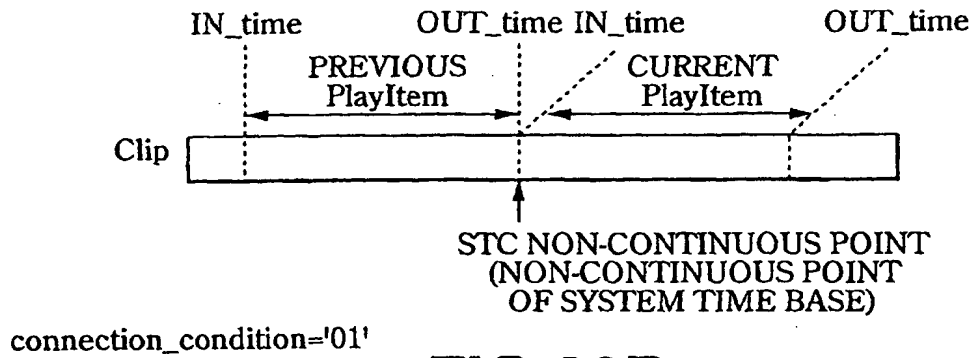 IN_time OUT_time IN_time OUT_time
PREVIOUS PlayItem CURRENT PlayItem
Clip
STC NON-CONTINUOUS POINT
(NON-CONTINUOUS POINT
OF SYSTEM TIME BASE)
connection_condition='01'